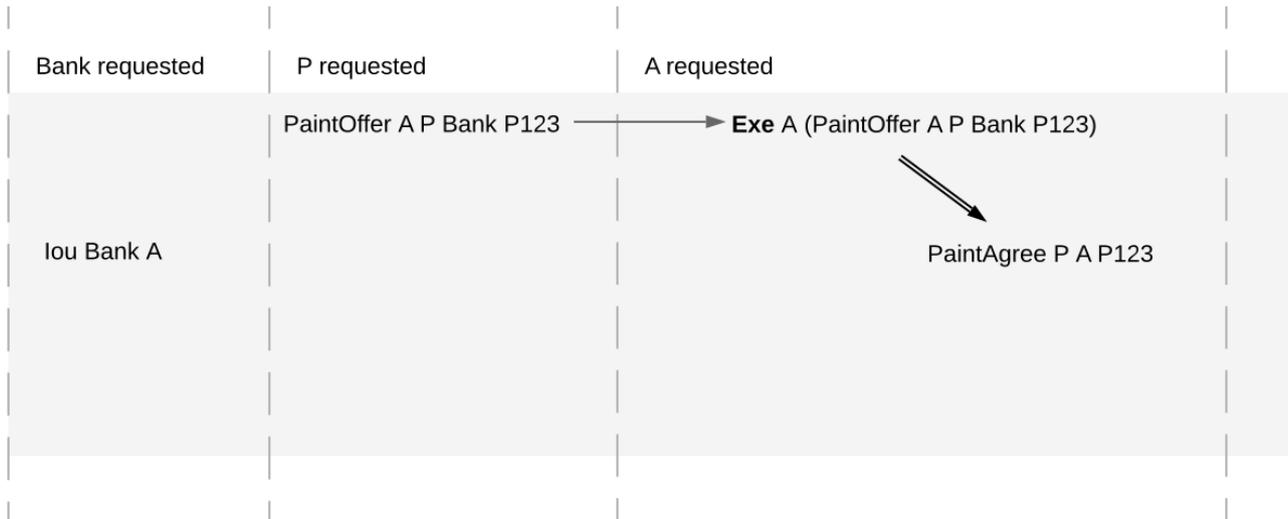 Bank requested
P requested
A requested
PaintOffer A P Bank P123
Exe A (PaintOffer A P Bank P123)
Iou Bank A
PaintAgree P A P123